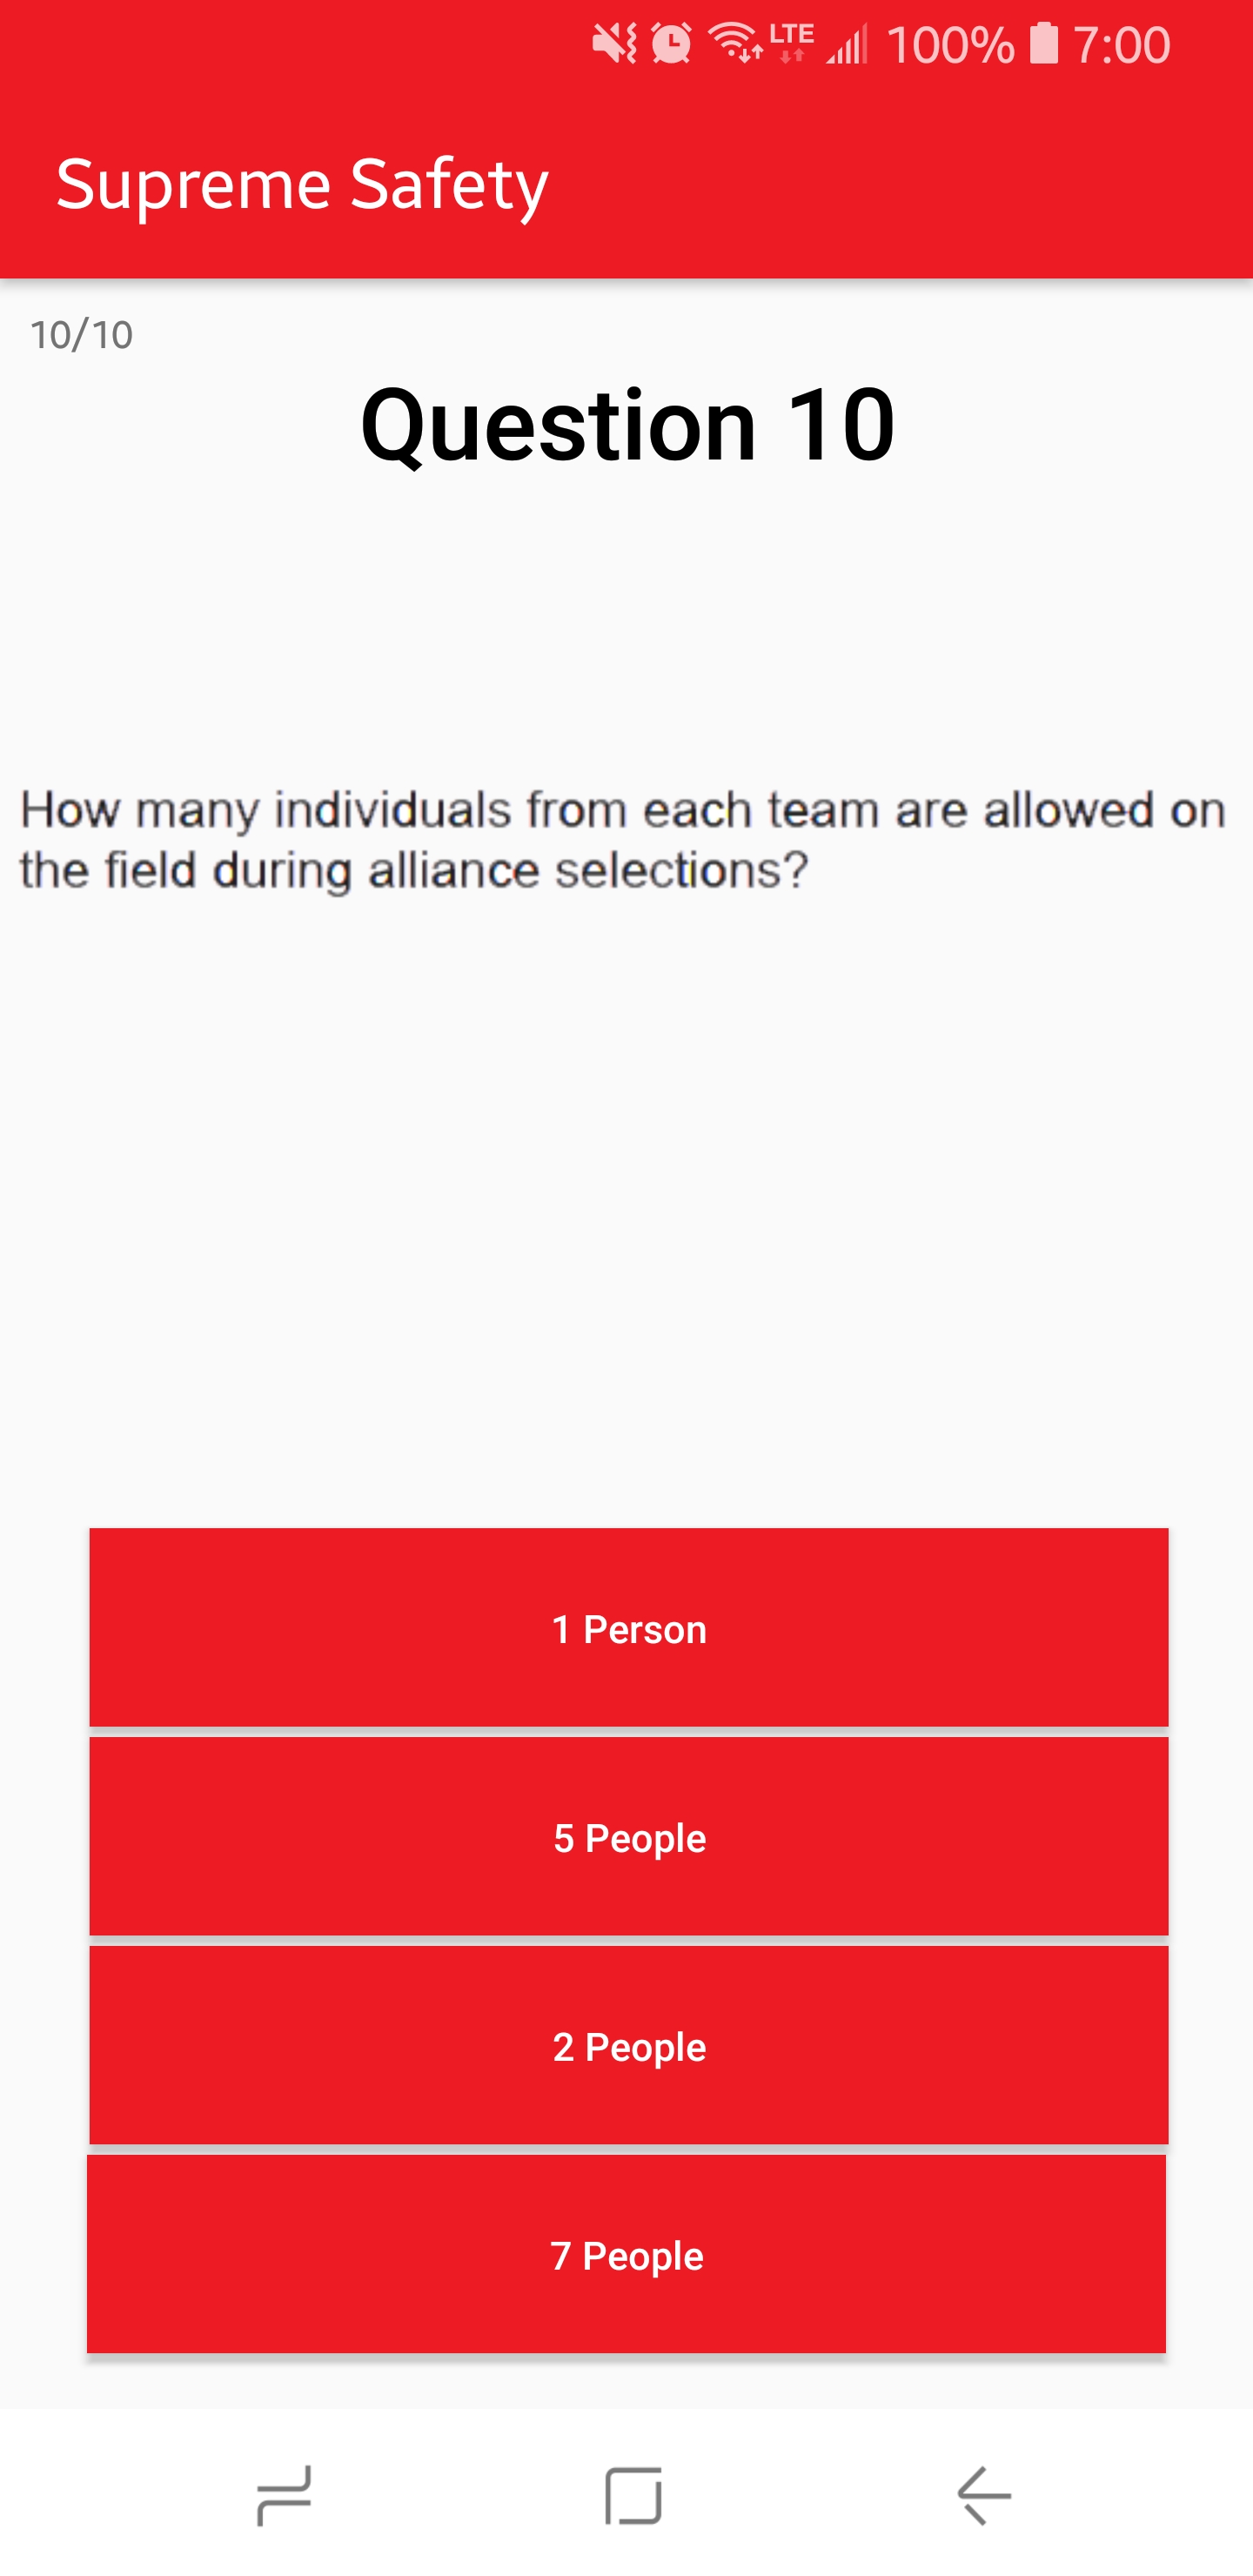 LTE 100% 7:00
Supreme Safety
10/10
Question 10
How many individuals from each team are allowed on
the field during alliance selections?
1 Person
5 People
2 People
7 People